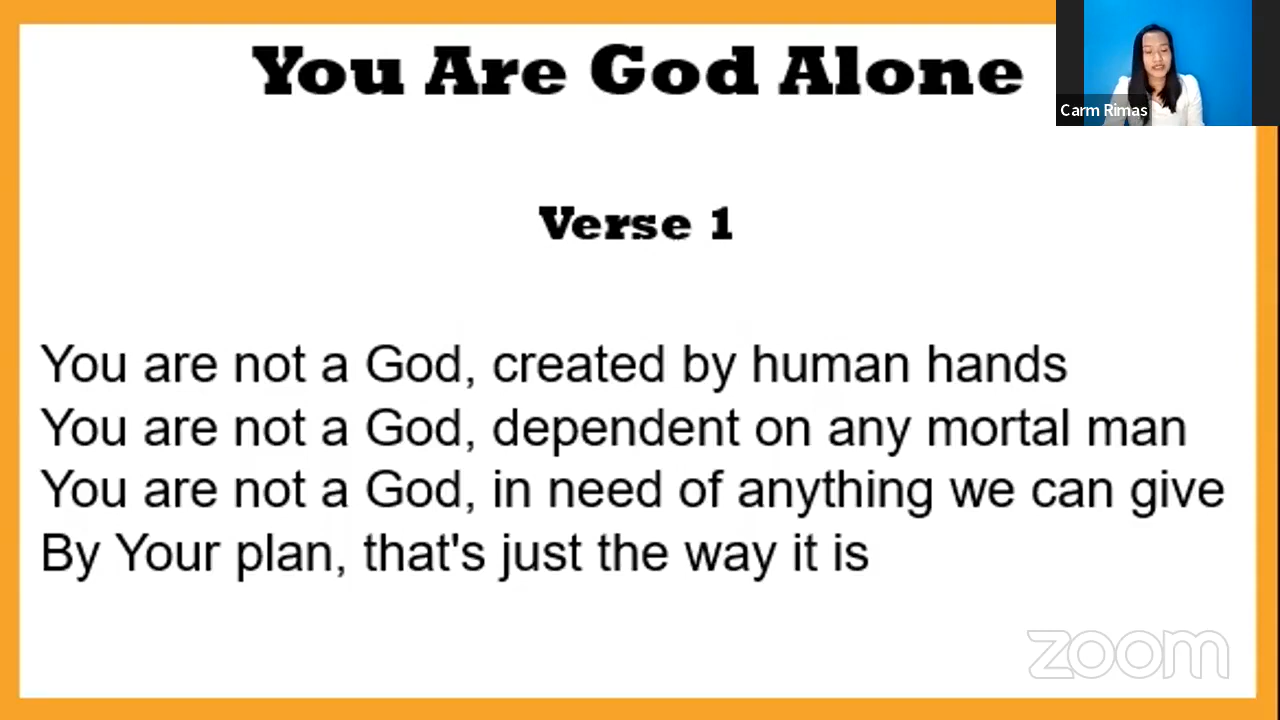 You Are God Alone
Carm Rimas
Verse 1
You are not a God, created by human hands
You are not a God, dependent on any mortal man
You are not a God, in need of anything we can give
By Your plan, that's just the way it is
zoom